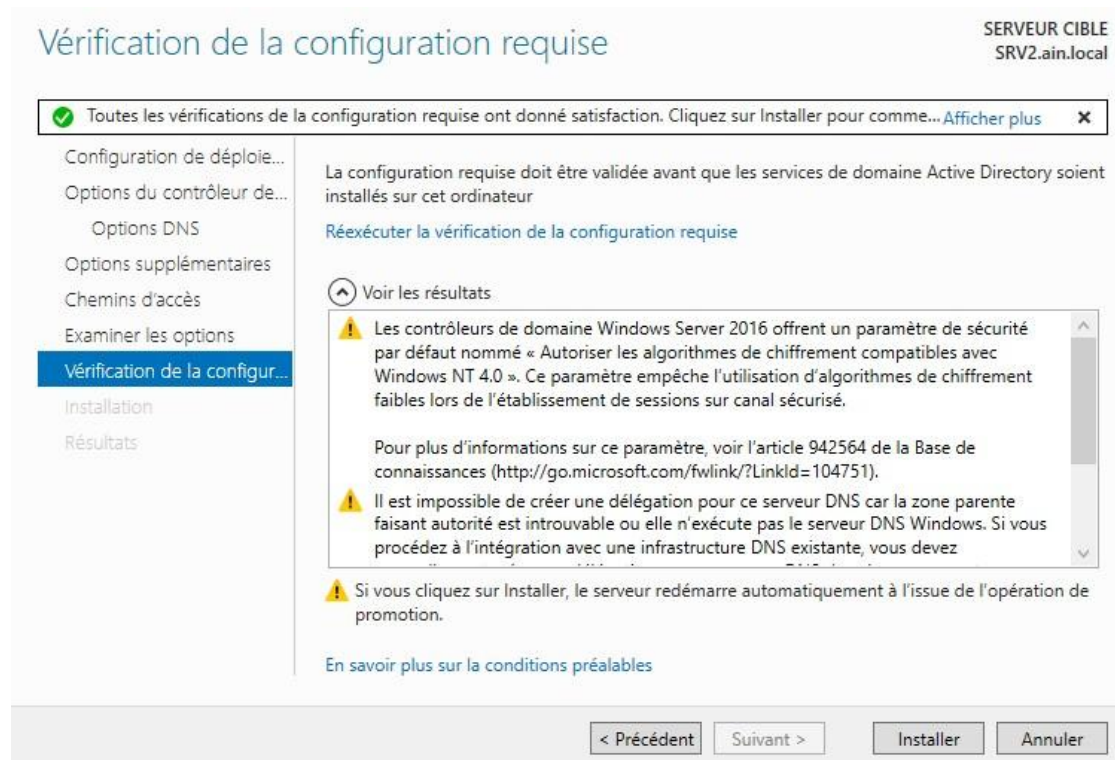 Vérification de la configuration requise
SERVEUR CIBLE
SRV2.ain.local
Toutes les vérifications de la configuration requise ont donné satisfaction. Cliquez sur Installer pour comme... Afficher plus
Configuration de déploie...
Options du contrôleur de...
Options DNS
Options supplémentaires
Chemins d'accès
Examiner les options
Vérification de la configur...
Installation
Résultats
La configuration requise doit être validée avant que les services de domaine Active Directory soient
installés sur cet ordinateur
Réexécuter la vérification de la configuration requise
Voir les résultats
Les contrôleurs de domaine Windows Server 2016 offrent un paramètre de sécurité
par défaut nommé « Autoriser les algorithmes de chiffrement compatibles avec
Windows NT 4.0 ». Ce paramètre empêche l'utilisation d'algorithmes de chiffrement
faibles lors de l'établissement de sessions sur canal sécurisé.
Pour plus d'informations sur ce paramètre, voir l'article 942564 de la Base de
connaissances (http://go.microsoft.com/fwlink/?LinkId=104751).
Il est impossible de créer une délégation pour ce serveur DNS car la zone parente
faisant autorité est introuvable ou elle n'exécute pas le serveur DNS Windows. Si vous
procédez à l'intégration avec une infrastructure DNS existante, vous devez
Si vous cliquez sur Installer, le serveur redémarre automatiquement à l'issue de l'opération de
promotion.
En savoir plus sur la conditions préalables
< Précédent
Suivant >
Installer
Annuler